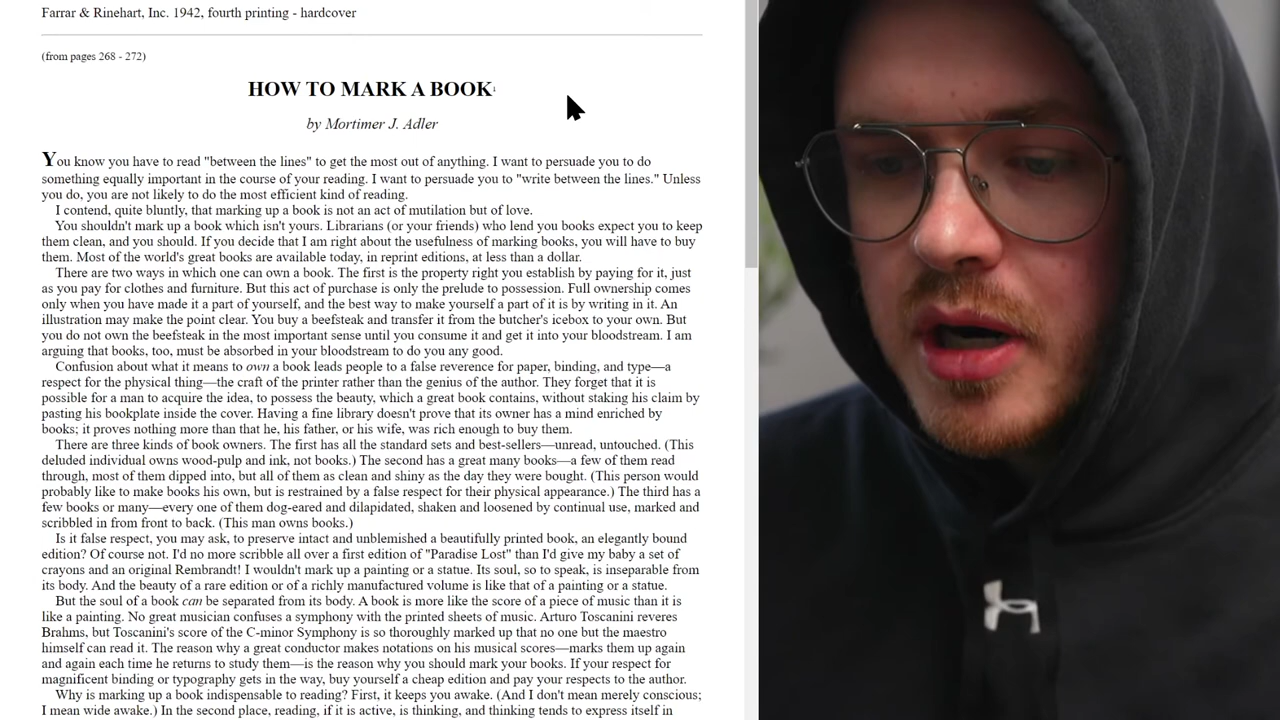 Farrar & Rinehart, Inc. 1942, fourth printing - hardcover
(from pages 268 - 272)
HOW TO MARK A BOOK¹
by Mortimer J. Adler
You know you have to read "between the lines" to get the most out of anything. I want to persuade you to do
something equally important in the course of your reading. I want to persuade you to "write between the lines." Unless
you do, you are not likely to do the most efficient kind of reading.
I contend, quite bluntly, that marking up a book is not an act of mutilation but of love.
You shouldn't mark up a book which isn't yours. Librarians (or your friends) who lend you books expect you to keep
them clean, and you should. If you decide that I am right about the usefulness of marking books, you will have to buy
them. Most of the world's great books are available today, in reprint editions, at less than a dollar.
There are two ways in which one can own a book. The first is the property right you establish by paying for it, just
as you pay for clothes and furniture. But this act of purchase is only the prelude to possession. Full ownership comes
only when you have made it a part of yourself, and the best way to make yourself a part of it is by writing in it. An
illustration may make the point clear. You buy a beefsteak and transfer it from the butcher's icebox to your own. But
you do not own the beefsteak in the most important sense until you consume it and get it into your bloodstream. I am
arguing that books, too, must be absorbed in your bloodstream to do you any good.
Confusion about what it means to own a book leads people to a false reverence for paper, binding, and type—a
respect for the physical thing—the craft of the printer rather than the genius of the author. They forget that it is
possible for a man to acquire the idea, to possess the beauty, which a great book contains, without staking his claim by
pasting his bookplate inside the cover. Having a fine library doesn't prove that its owner has a mind enriched by
books; it proves nothing more than that he, his father, or his wife, was rich enough to buy them.
There are three kinds of book owners. The first has all the standard sets and best-sellers—unread, untouched. (This
deluded individual owns wood-pulp and ink, not books.) The second has a great many books—a few of them read
through, most of them dipped into, but all of them as clean and shiny as the day they were bought. (This person would
probably like to make books his own, but is restrained by a false respect for their physical appearance.) The third has a
few books or many—every one of them dog-eared and dilapidated, shaken and loosened by continual use, marked and
scribbled in from front to back. (This man owns books.)
Is it false respect, you may ask, to preserve intact and unblemished a beautifully printed book, an elegantly bound
edition? Of course not. I'd no more scribble all over a first edition of "Paradise Lost" than I'd give my baby a set of
crayons and an original Rembrandt! I wouldn't mark up a painting or a statue. Its soul, so to speak, is inseparable from
its body. And the beauty of a rare edition or of a richly manufactured volume is like that of a painting or a statue.
But the soul of a book can be separated from its body. A book is more like the score of a piece of music than it is
like a painting. No great musician confuses a symphony with the printed sheets of music. Arturo Toscanini reveres
Brahms, but Toscanini's score of the C-minor Symphony is so thoroughly marked up that no one but the maestro
himself can read it. The reason why a great conductor makes notations on his musical scores—marks them up again
and again each time he returns to study them—is the reason why you should mark your books. If your respect for
magnificent binding or typography gets in the way, buy yourself a cheap edition and pay your respects to the author.
Why is marking up a book indispensable to reading? First, it keeps you awake. (And I don't mean merely conscious;
I mean wide awake.) In the second place, reading, if it is active, is thinking, and thinking tends to express itself in